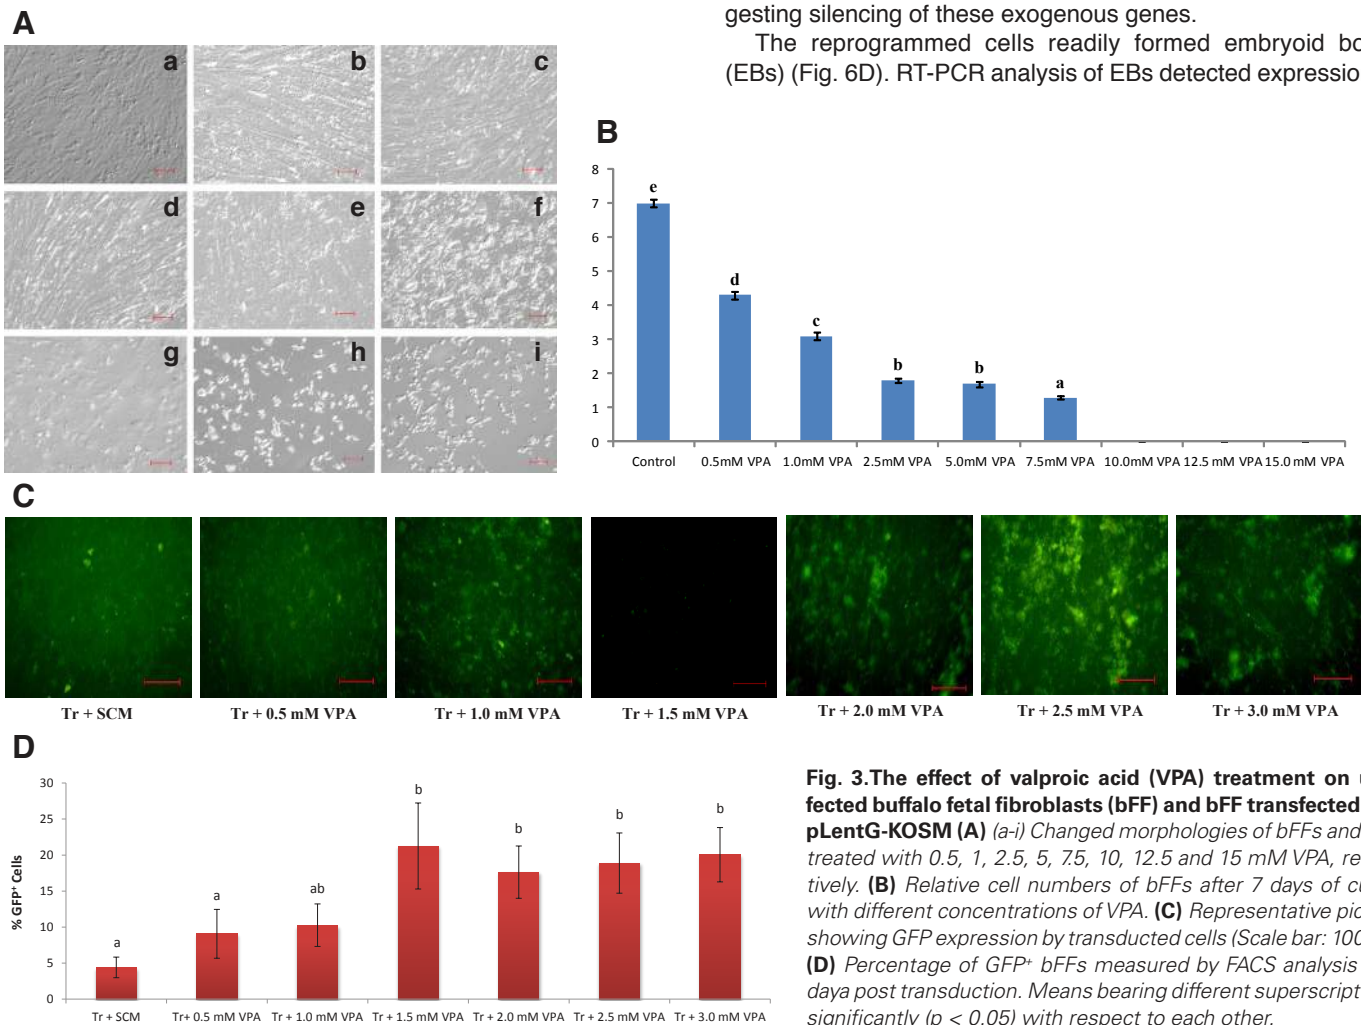 A
gesting silencing of these exogenous genes.
The reprogrammed cells readily formed embryoid bo
(EBs) (Fig. 6D). RT-PCR analysis of EBs detected expressio
a
b
c
d
e
f
g
h
i
B
8
7
6
5
4
3
2
1
0
e
d
c
b
b
a
Control 0.5mM VPA 1.0mM VPA 2.5mM VPA 5.0mM VPA 7.5mM VPA 10.0mM VPA 12.5 mM VPA 15.0 mM VPA
C
Tr + SCM
Tr + 0.5 mM VPA
Tr + 1.0 mM VPA
Tr + 1.5 mM VPA
Tr + 2.0 mM VPA
Tr + 2.5 mM VPA
Tr + 3.0 mM VPA
D
% GFP⁺ Cells
30
25
20
15
10
5
0
a
a
ab
b
b
b
b
Tr + SCM Tr+ 0.5 mM VPA Tr + 1.0 mM VPA Tr + 1.5 mM VPA Tr + 2.0 mM VPA Tr + 2.5 mM VPA Tr + 3.0 mM VPA
Fig. 3.The effect of valproic acid (VPA) treatment on u
fected buffalo fetal fibroblasts (bFF) and bFF transfected
pLentG-KOSM (A) (a-i) Changed morphologies of bFFs and
treated with 0.5, 1, 2.5, 5, 7.5, 10, 12.5 and 15 mM VPA, re
tively. (B) Relative cell numbers of bFFs after 7 days of cu
with different concentrations of VPA. (C) Representative pic
showing GFP expression by transducted cells (Scale bar: 100
(D) Percentage of GFP⁺ bFFs measured by FACS analysis
daya post transduction. Means bearing different superscript
significantly (p < 0.05) with respect to each other.